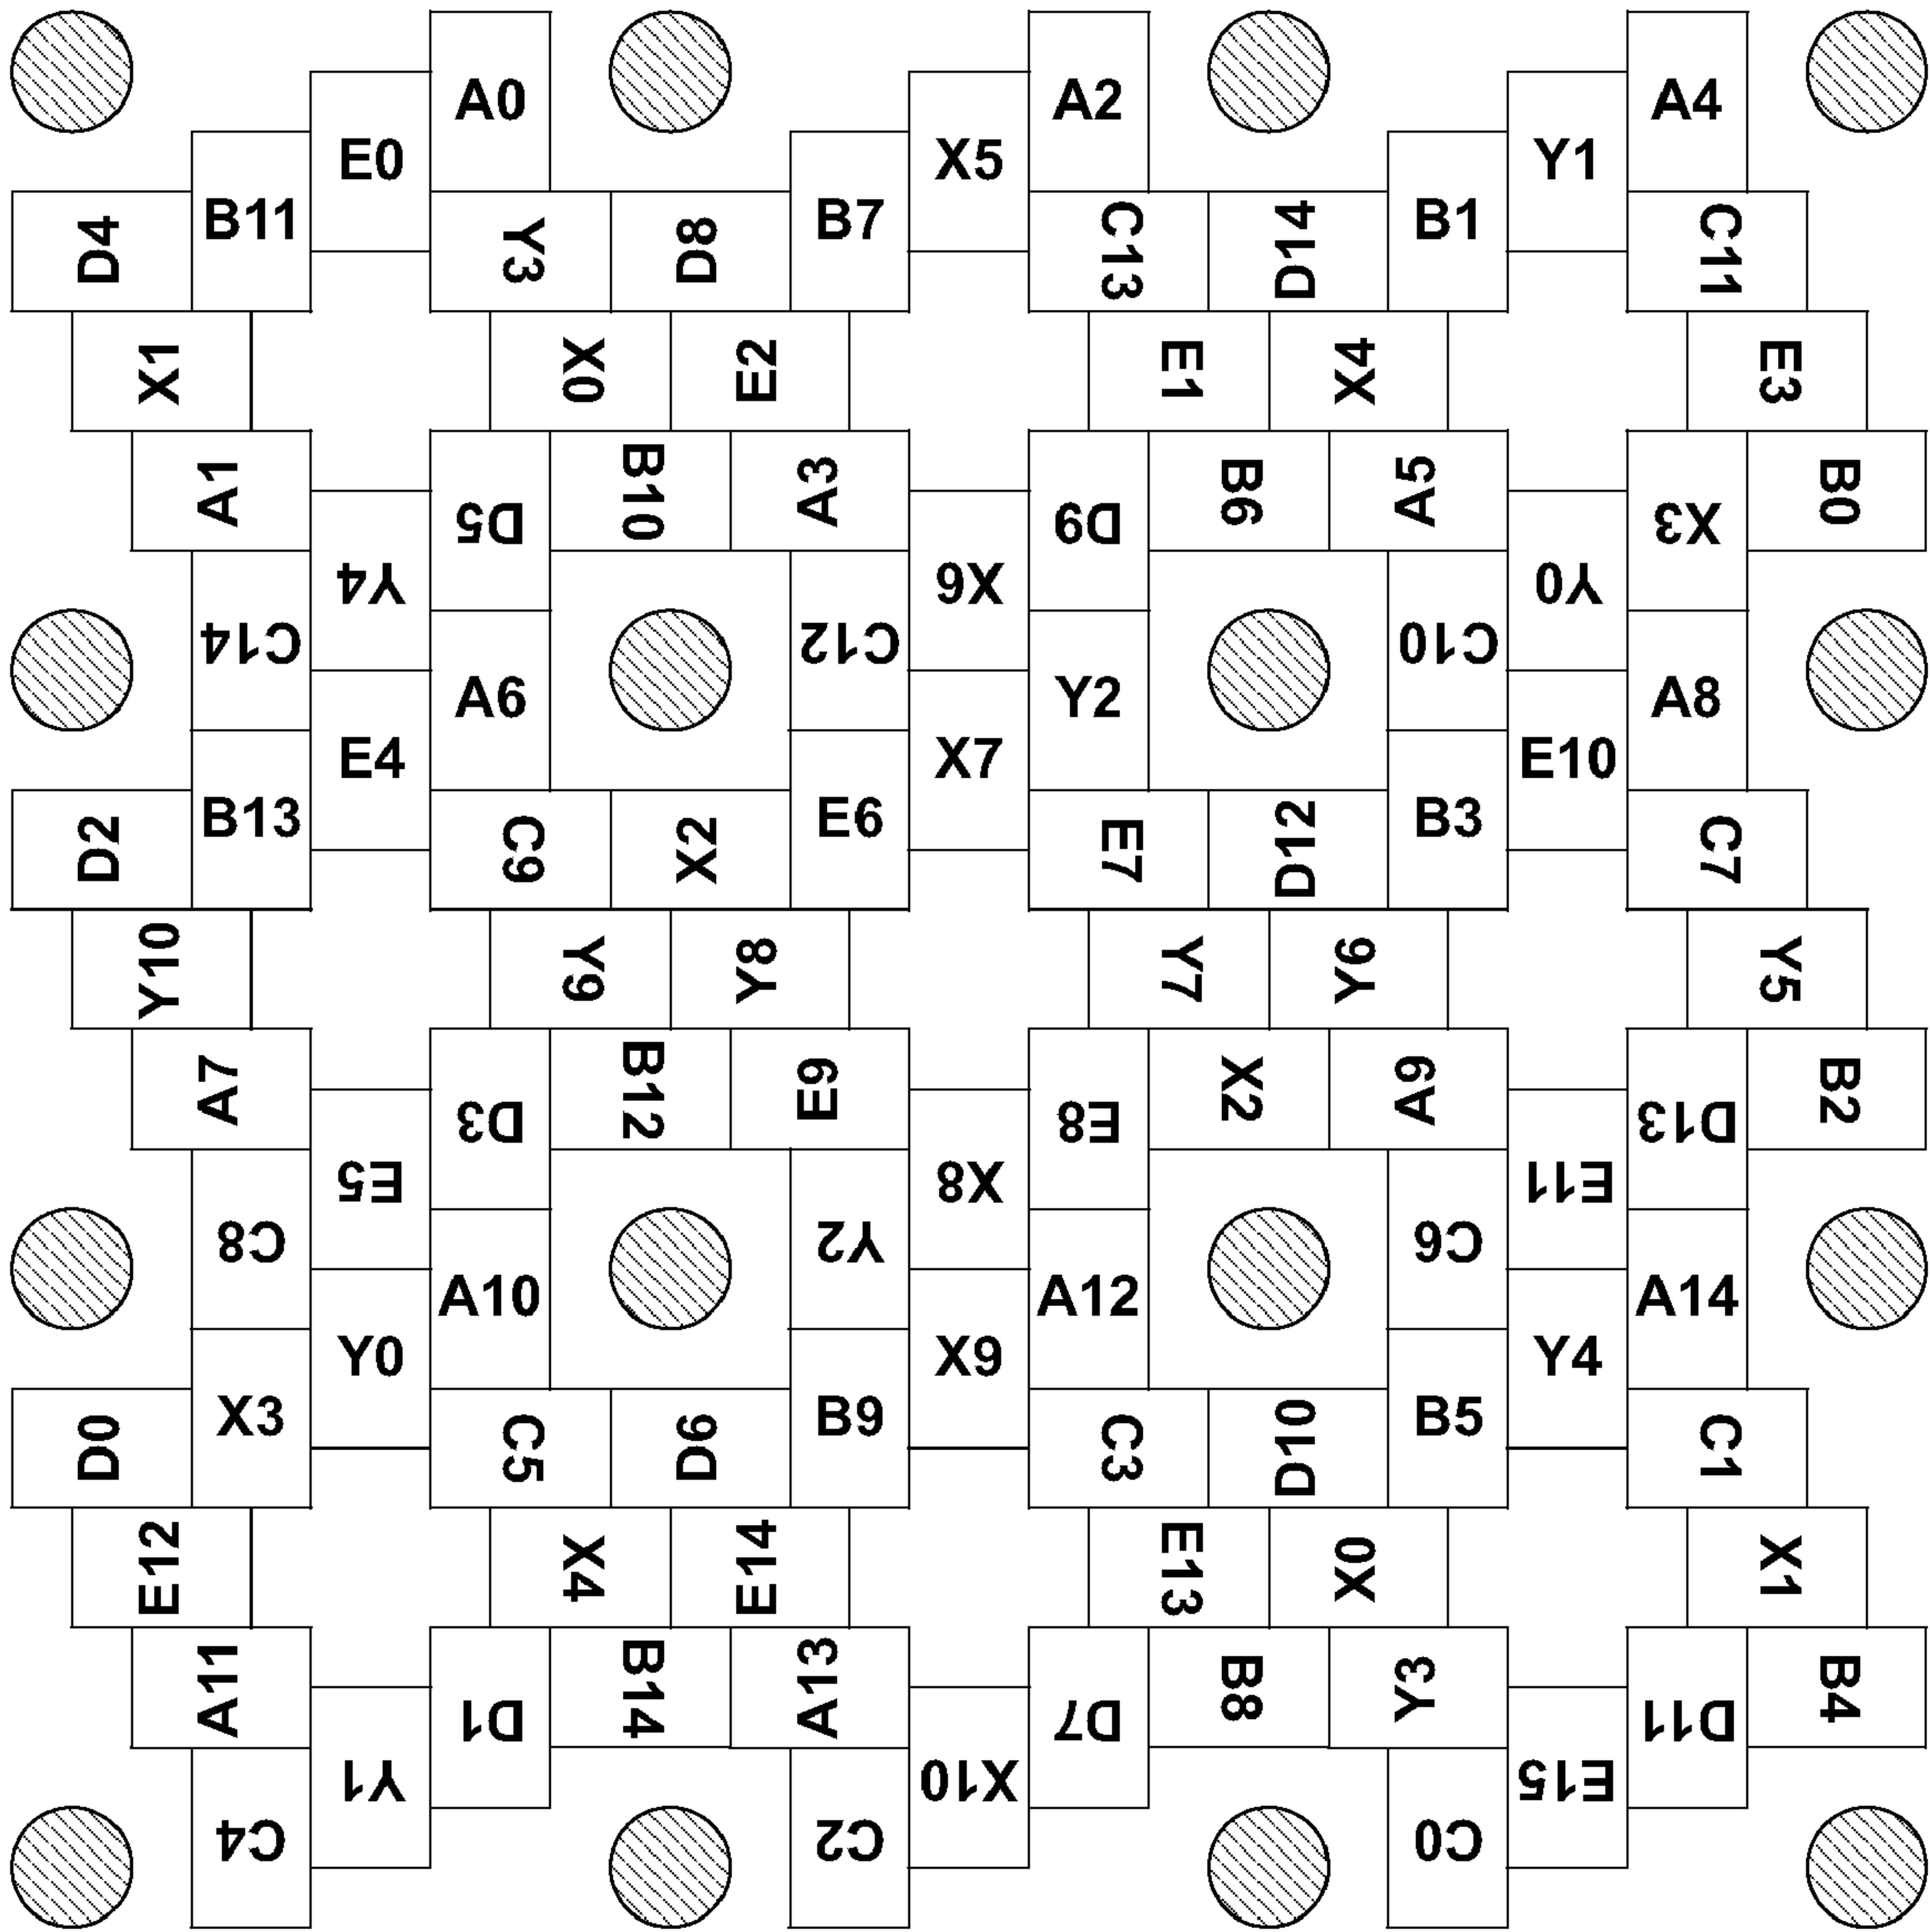 A0 A2 A4
E0 X5 Y1
B11 B7 B1
D4 Y3 D8 C13 D14 C11
X1 X0 E2 E1 X4 E3
A1 D5 B10 A3 D9 B6 A5 X3 B0
Y4 X6 Y0
C14 C12 C10
A6 Y2 A8
E4 X7 E10
B13 E6 B3
D2 C9 X2 E7 D12 C7
Y10 Y9 Y8 Y7 Y6 Y5
A7 D3 B12 E9 E8 X2 A9 D13 B2
E5 X8 E11
C8 Y2 C6
A10 A12 A14
Y0 X9 Y4
X3 B9 B5
D0 C5 D6 C3 D10 C1
E12 X4 E14 E13 X0 X1
A11 D1 B14 A13 D7 B8 Y3 D11 B4
Y1 X10 E15
C4 C2 C0